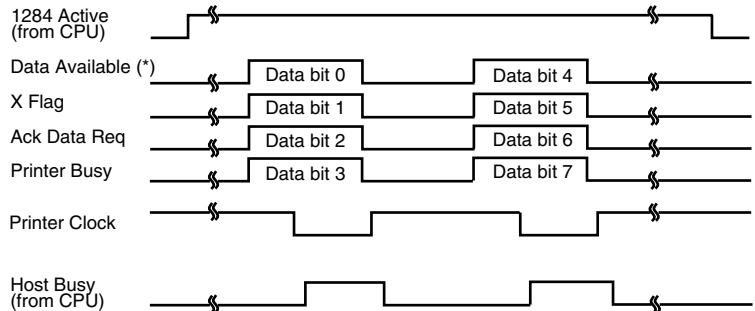 1284 Active
(from CPU)
Data Available (*)
Data bit 0
Data bit 4
X Flag
Data bit 1
Data bit 5
Ack Data Req
Data bit 2
Data bit 6
Printer Busy
Data bit 3
Data bit 7
Printer Clock
Host Busy
(from CPU)